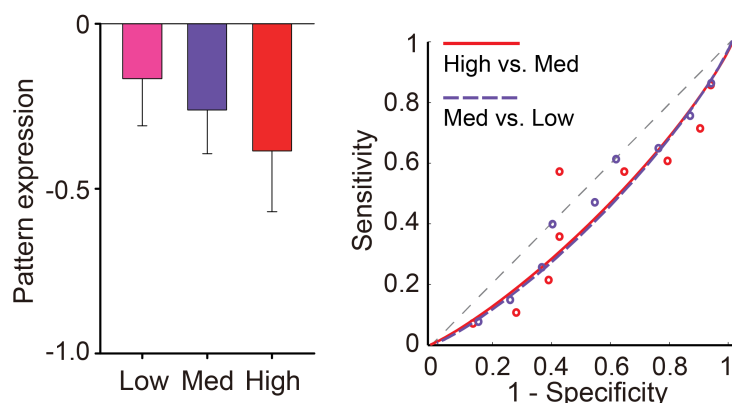 Pattern expression
0
-0.5
-1.0
Low Med High
Sensitivity
1
0.8
0.6
0.4
0.2
0
High vs. Med
Med vs. Low
0 0.2 0.4 0.6 0.8 1
1 - Specificity